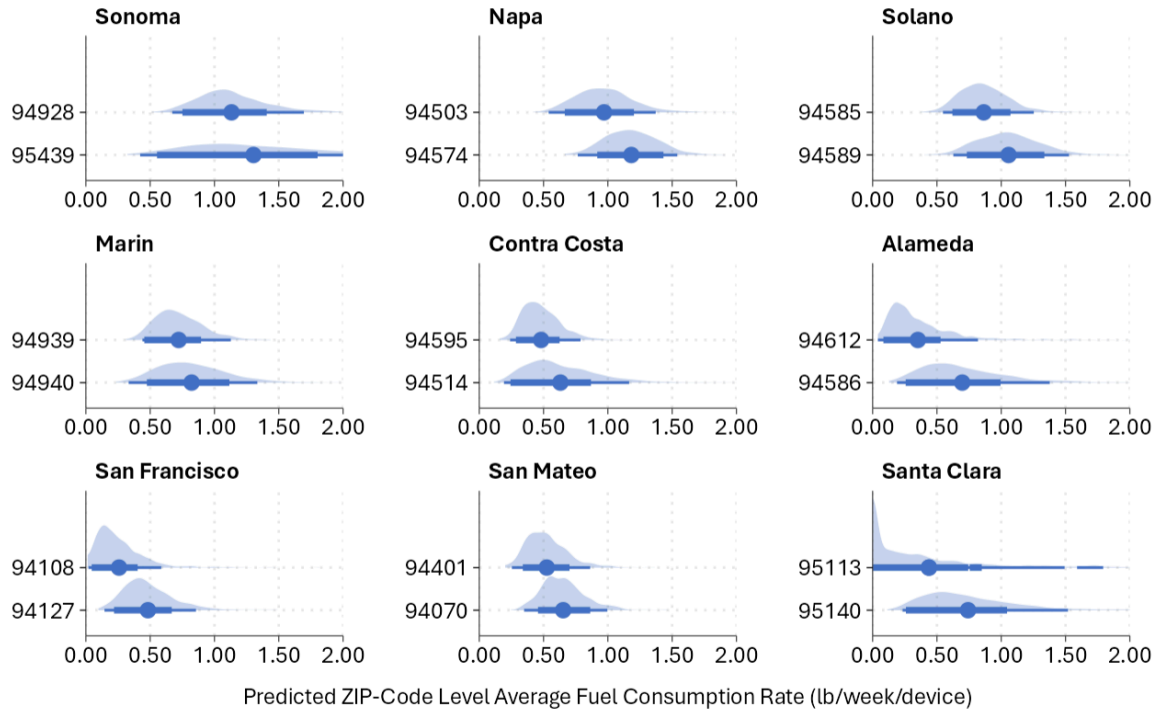 Sonoma Napa Solano
94928 94503 94585
95439 94574 94589
0.00 0.50 1.00 1.50 2.00 0.00 0.50 1.00 1.50 2.00 0.00 0.50 1.00 1.50 2.00
Marin Contra Costa Alameda
94939 94595 94612
94940 94514 94586
0.00 0.50 1.00 1.50 2.00 0.00 0.50 1.00 1.50 2.00 0.00 0.50 1.00 1.50 2.00
San Francisco San Mateo Santa Clara
94108 94401 95113
94127 94070 95140
0.00 0.50 1.00 1.50 2.00 0.00 0.50 1.00 1.50 2.00 0.00 0.50 1.00 1.50 2.00
Predicted ZIP-Code Level Average Fuel Consumption Rate (lb/week/device)